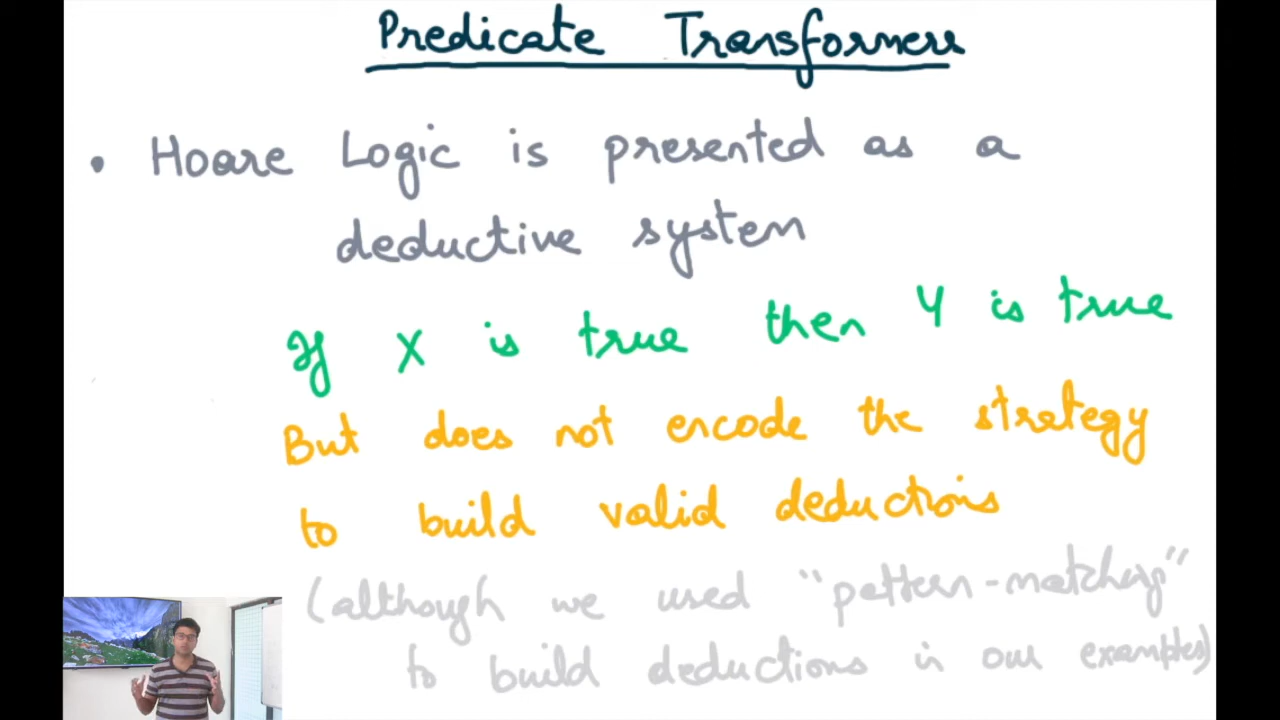 Predicate Transformers
• Hoare Logic is presented as a
deductive system
If X is true then Y is true
But does not encode the strategy
to build valid deductions
(although we used "pattern-matching"
to build deductions in our examples)